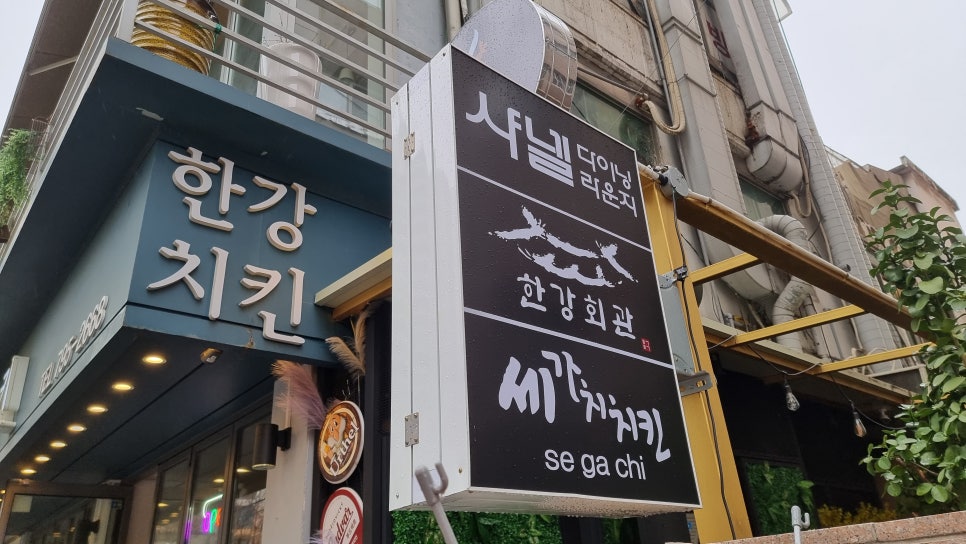 한강
치킨
샤넬 다이닝
라운지
한강회관
세가지치킨
se ga chi